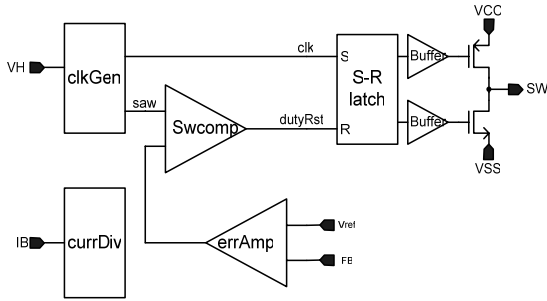 VCC
clk
VH
clkGen
S
S-R
latch
Buffer
saw
SW
Swcomp
dutyRst
R
Buffer
VSS
Vref
IB
currDiv
errAmp
FB